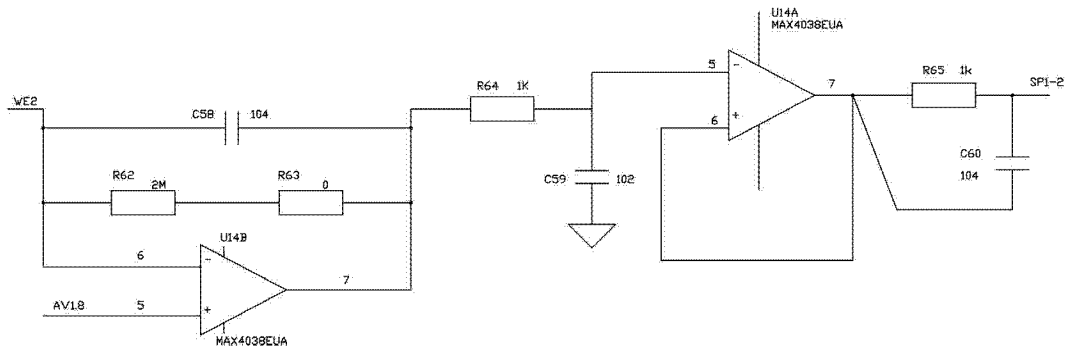 U14A
MAX4038EUA
5
7
R64 1K
R65 1k
SP1-2
WE2
C58 104
6
C60
104
R62 2M
R63 0
C59 102
U14B
6
7
AV1.8 5
MAX4038EUA